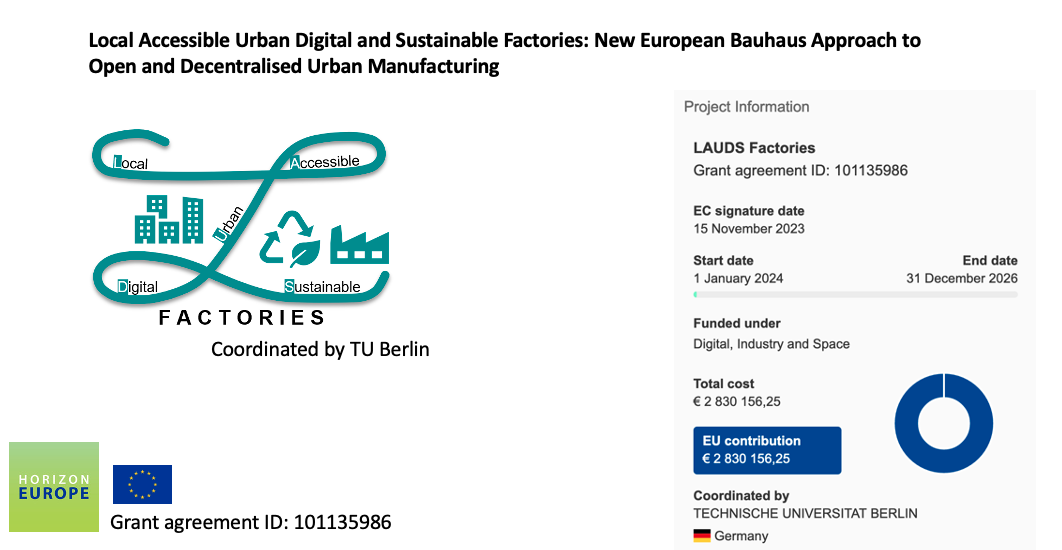 Local Accessible Urban Digital and Sustainable Factories: New European Bauhaus Approach to
Open and Decentralised Urban Manufacturing
Local
Accessible
Urban
Digital
Sustainable
FACTORIES
Coordinated by TU Berlin
HORIZON
EUROPE
Grant agreement ID: 101135986
Project Information
LAUDS Factories
Grant agreement ID: 101135986
EC signature date
15 November 2023
Start date End date
1 January 2024 31 December 2026
Funded under
Digital, Industry and Space
Total cost
€ 2 830 156,25
EU contribution
€ 2 830 156,25
Coordinated by
TECHNISCHE UNIVERSITAT BERLIN
Germany